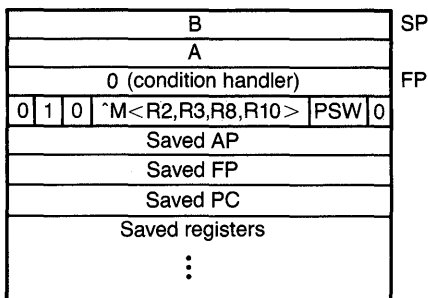 B SP
A
0 (condition handler) FP
0 1 0 ^M<R2,R3,R8,R10> PSW 0
Saved AP
Saved FP
Saved PC
Saved registers